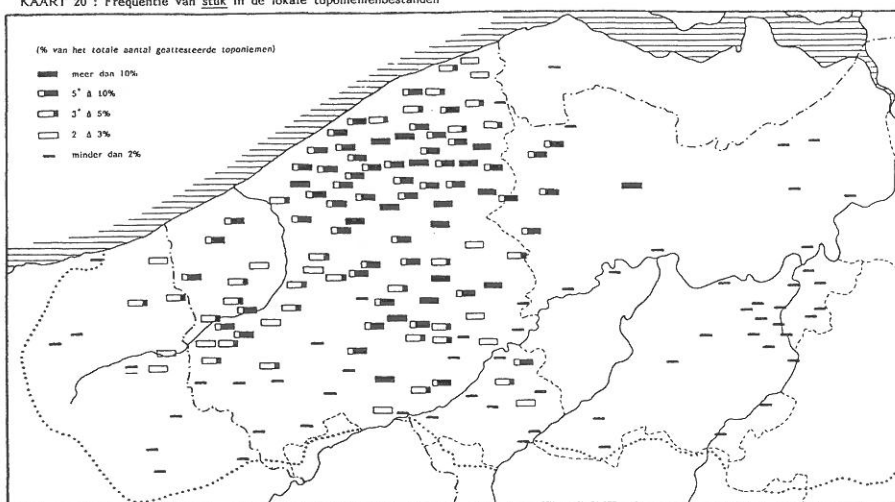 KAART 20 : Frequentie van stuk in de lokale toponiemenbestanden
(% van het totale aantal geattesteerde toponiemen)
meer dan 10%
5⁺ à 10%
3⁺ à 5%
2 à 3%
minder dan 2%